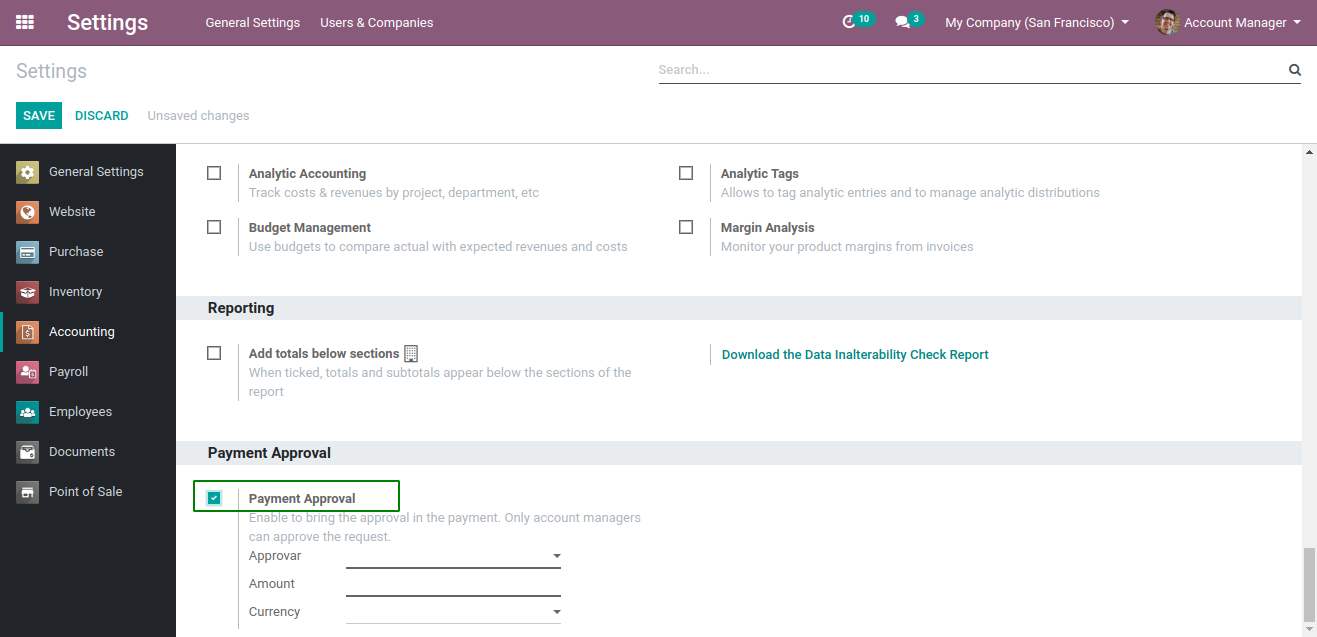 Settings
General Settings
Users & Companies
10
3
My Company (San Francisco)
Account Manager
Settings
Search...
SAVE
DISCARD
Unsaved changes
General Settings
Website
Purchase
Inventory
Accounting
Payroll
Employees
Documents
Point of Sale
Analytic Accounting
Track costs & revenues by project, department, etc
Analytic Tags
Allows to tag analytic entries and to manage analytic distributions
Budget Management
Use budgets to compare actual with expected revenues and costs
Margin Analysis
Monitor your product margins from invoices
Reporting
Add totals below sections
When ticked, totals and subtotals appear below the sections of the
report
Download the Data Inalterability Check Report
Payment Approval
Payment Approval
Enable to bring the approval in the payment. Only account managers
can approve the request.
Approvar
Amount
Currency